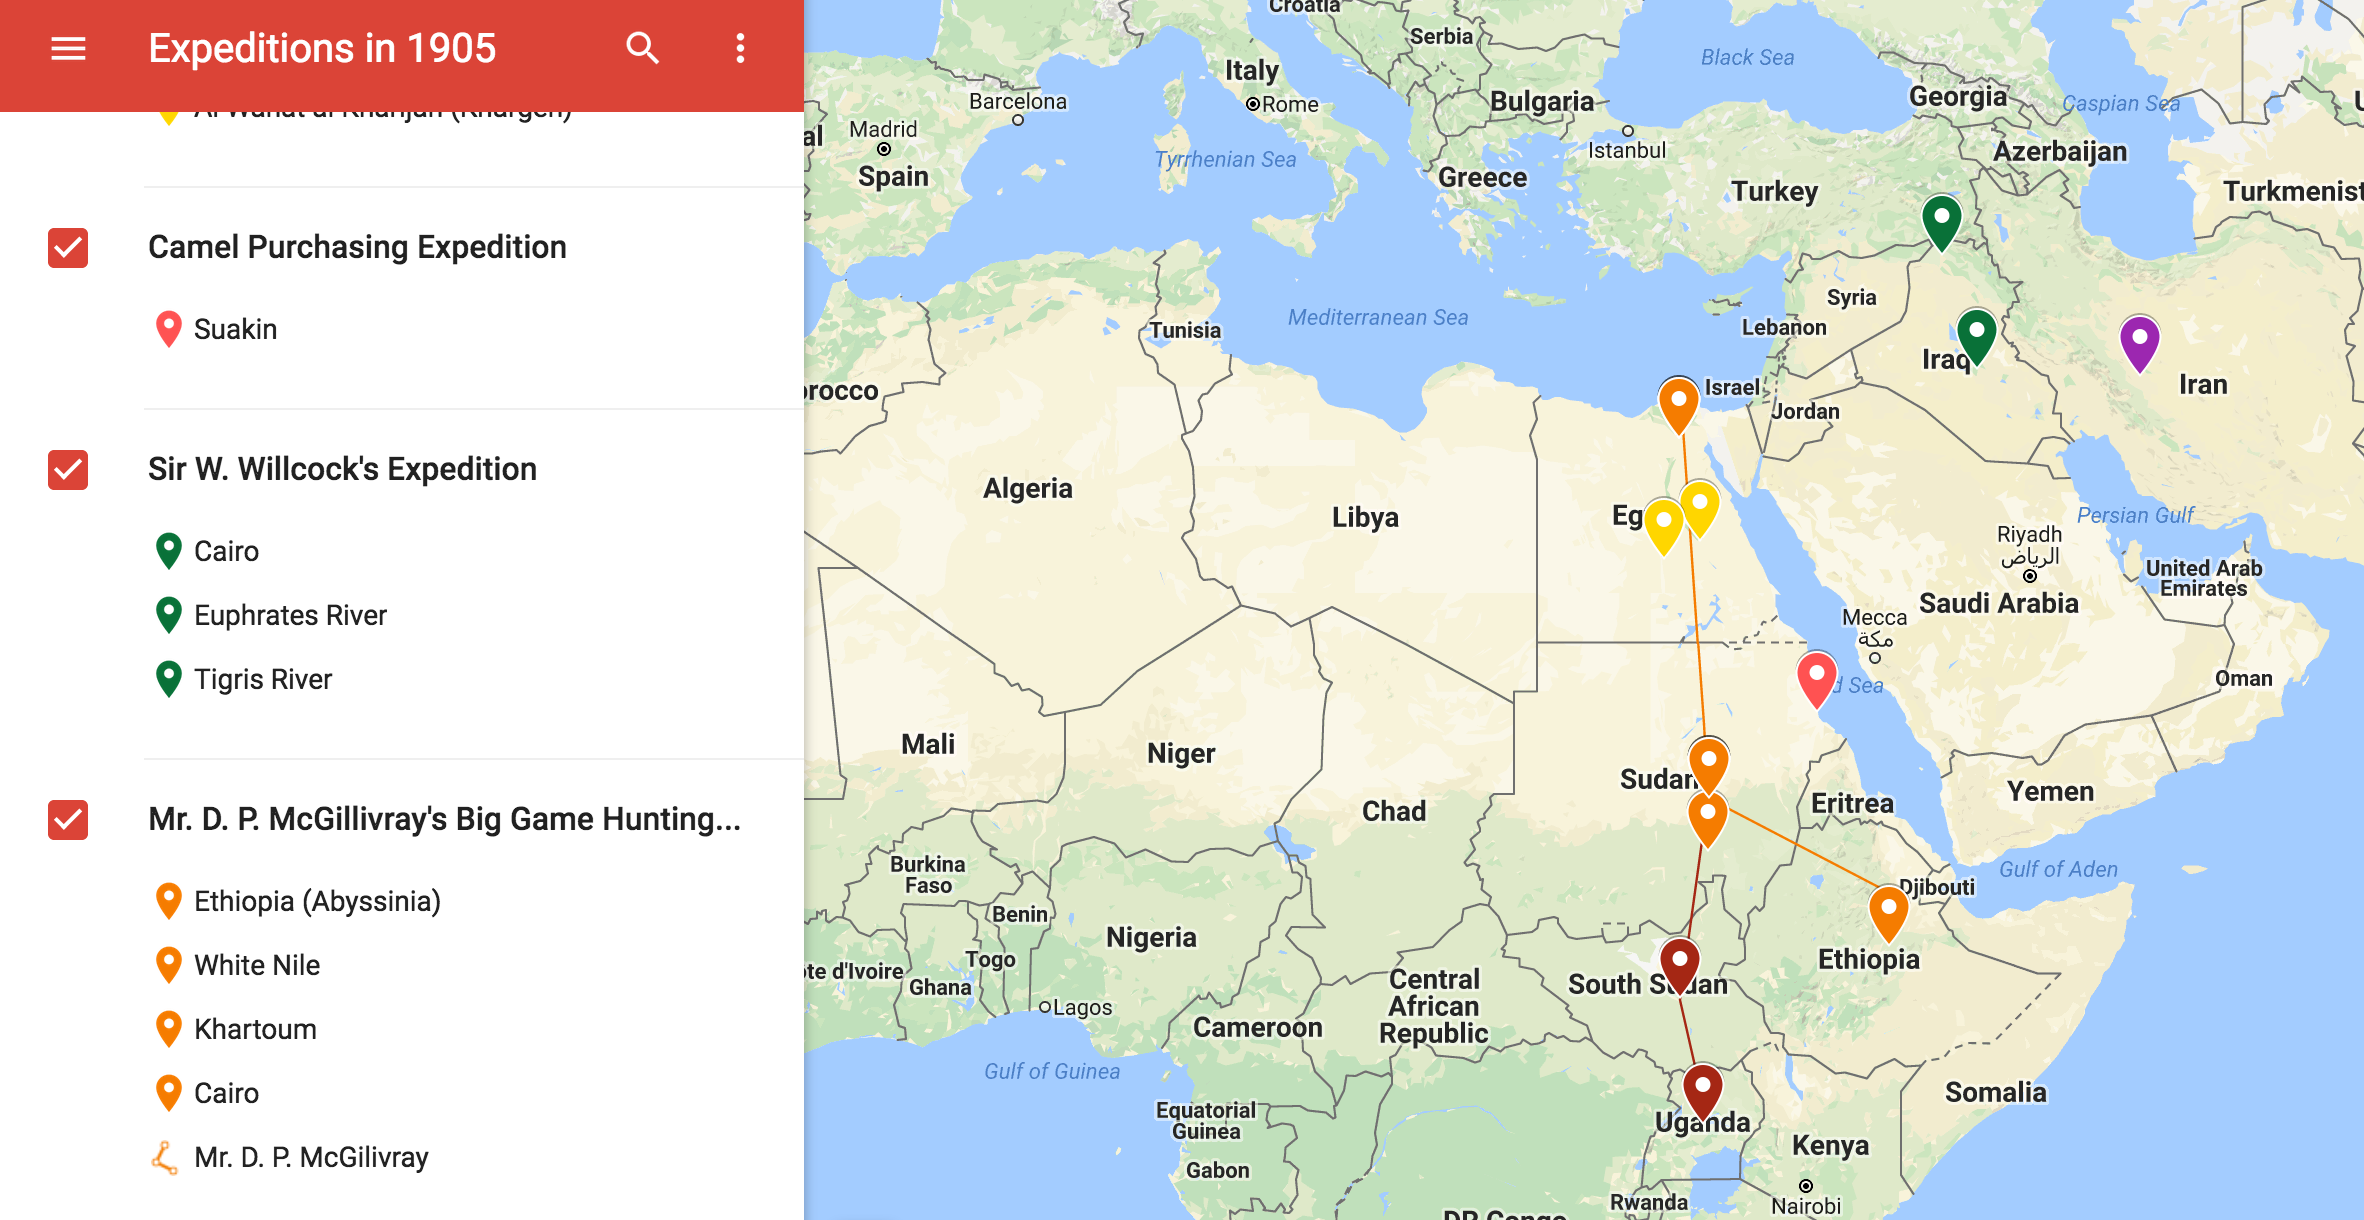 Expeditions in 1905
Al Wahat al Kharijah (Khargeh)
Camel Purchasing Expedition
Suakin
Sir W. Willcock's Expedition
Cairo
Euphrates River
Tigris River
Mr. D. P. McGillivray's Big Game Hunting...
Ethiopia (Abyssinia)
White Nile
Khartoum
Cairo
Mr. D. P. McGilivray
Croatia
Serbia
Black Sea
Italy
Rome
Barcelona
Bulgaria
Georgia
Caspian Sea
al
Madrid
Spain
Tyrrhenian Sea
Istanbul
Azerbaijan
Greece
Turkey
Turkmenist
Syria
Mediterranean Sea
Lebanon
Tunisia
Iraq
Iran
Israel
orocco
Jordan
Algeria
Libya
Eg
Persian Gulf
Riyadh
الرياض
United Arab
Emirates
Saudi Arabia
Mecca
مكة
d Sea
Oman
Mali
Niger
Sudan
Chad
Eritrea
Yemen
Burkina
Faso
Gulf of Aden
Djibouti
Benin
Nigeria
Togo
Ethiopia
ote d'Ivoire
Ghana
South Sudan
Central
African
Republic
Lagos
Cameroon
Gulf of Guinea
Somalia
Equatorial
Guinea
Uganda
Kenya
Gabon
Rwanda
Nairobi
DR Congo